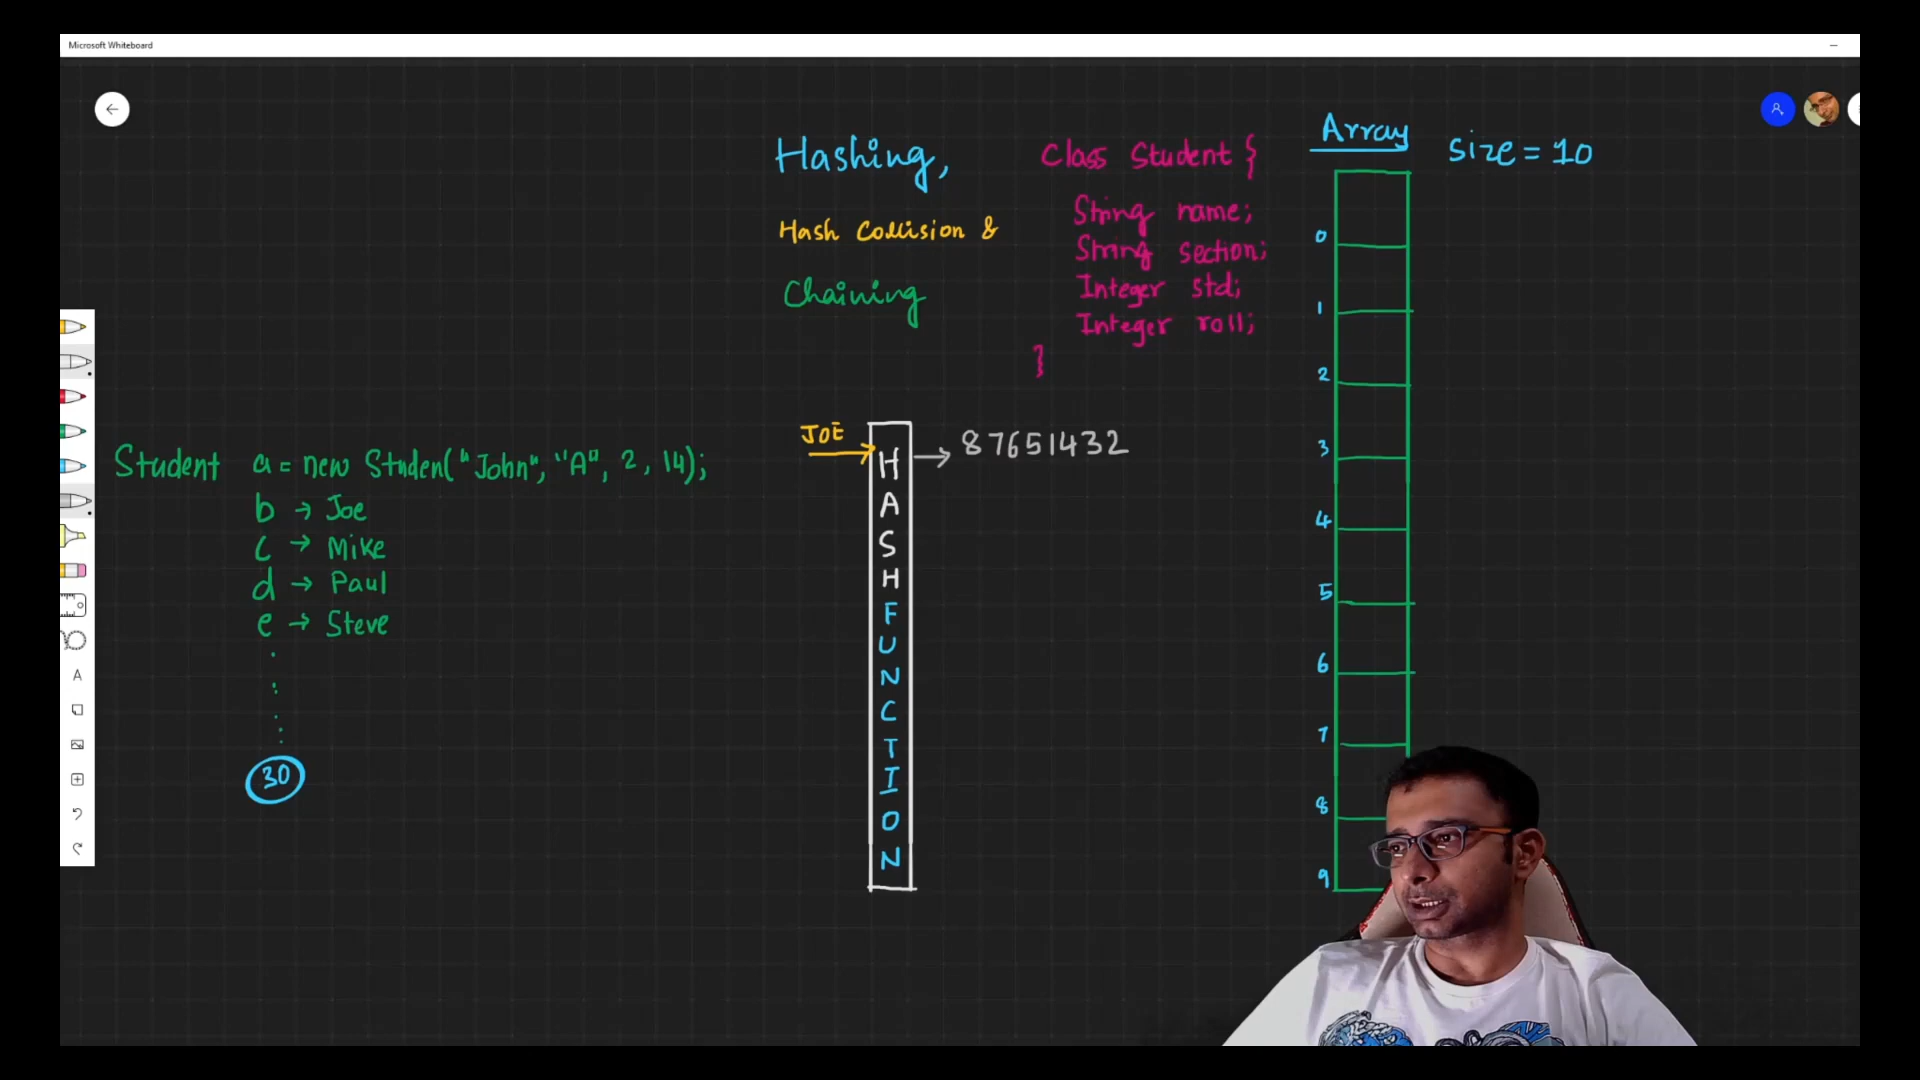 Microsoft Whiteboard
Hashing,
Hash Collision &
Chaining
Class Student {
String name;
String section;
Integer std;
Integer roll;
}
Array
Size = 10
0
1
2
3
4
5
6
7
8
9
Student a = new Studen("John", "A", 2, 14);
b → Joe
c → Mike
d → Paul
e → Steve
30
JOE
HASH FUNCTION
→ 87651432
A